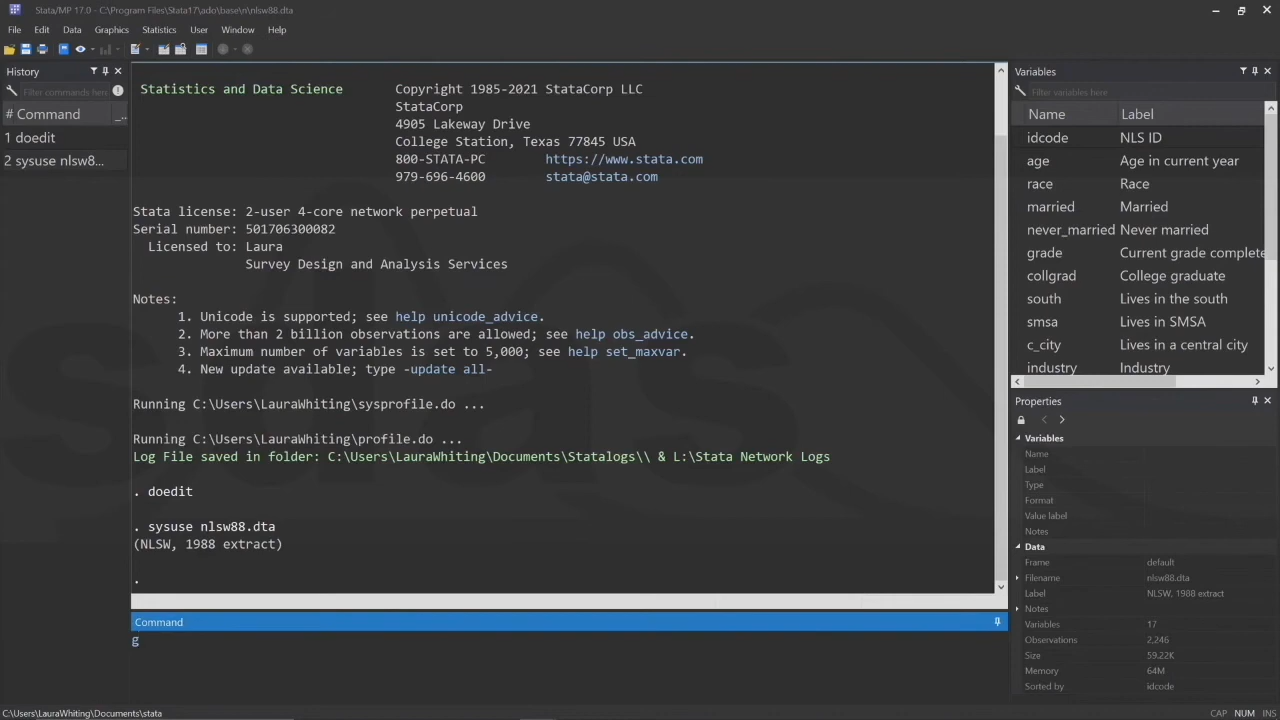 Stata/MP 17.0 - C:\Program Files\Stata17\ado\base\n\nlsw88.dta
File Edit Data Graphics Statistics User Window Help
History
Filter commands here
# Command
1 doedit
2 sysuse nlsw8...
Statistics and Data Science Copyright 1985-2021 StataCorp LLC
StataCorp
4905 Lakeway Drive
College Station, Texas 77845 USA
800-STATA-PC https://www.stata.com
979-696-4600 stata@stata.com
Stata license: 2-user 4-core network perpetual
Serial number: 501706300082
Licensed to: Laura
Survey Design and Analysis Services
Notes:
1. Unicode is supported; see help unicode_advice.
2. More than 2 billion observations are allowed; see help obs_advice.
3. Maximum number of variables is set to 5,000; see help set_maxvar.
4. New update available; type -update all-
Running C:\Users\LauraWhiting\sysprofile.do ...
Running C:\Users\LauraWhiting\profile.do ...
Log File saved in folder: C:\Users\LauraWhiting\Documents\Statalogs\\ & L:\Stata Network Logs
. doedit
. sysuse nlsw88.dta
(NLSW, 1988 extract)
.
Command
g
Variables
Filter variables here
Name Label
idcode NLS ID
age Age in current year
race Race
married Married
never_married Never married
grade Current grade complete
collgrad College graduate
south Lives in the south
smsa Lives in SMSA
c_city Lives in a central city
industry Industry
Properties
Variables
Name
Label
Type
Format
Value label
Notes
Data
Frame default
Filename nlsw88.dta
Label NLSW, 1988 extract
Notes
Variables 17
Observations 2,246
Size 59.22K
Memory 64M
Sorted by idcode
C:\Users\LauraWhiting\Documents\stata
CAP NUM INS